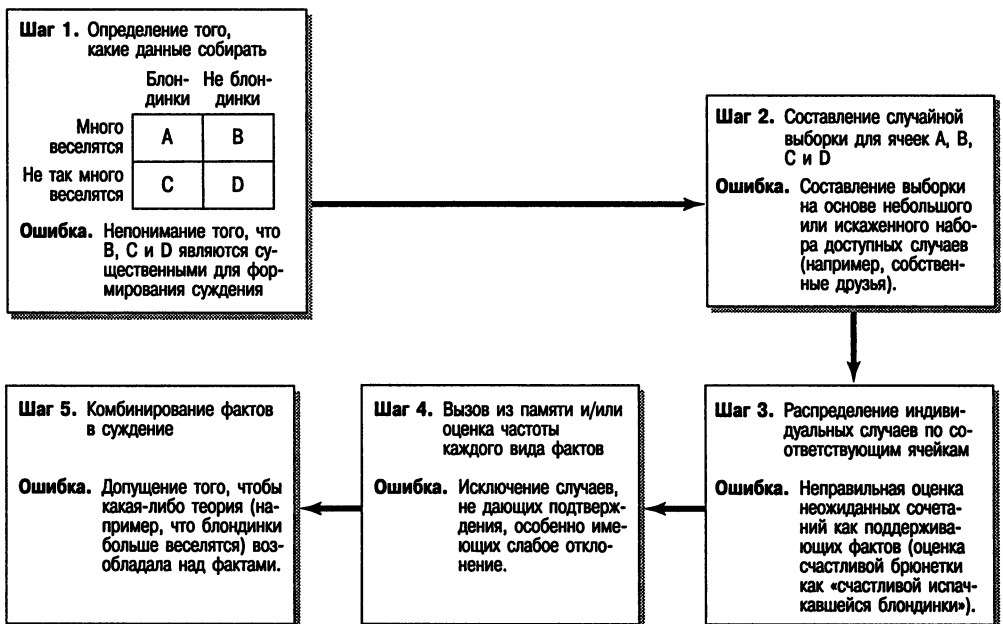 Шаг 1. Определение того,
какие данные собирать
Блон- Не блон-
динки динки
Много
веселятся
A B
Не так много
веселятся
C D
Ошибка. Непонимание того, что
B, C и D являются су-
щественными для фор-
мирования суждения
Шаг 2. Составление случайной
выборки для ячеек A, B,
C и D
Ошибка. Составление выборки
на основе небольшого
или искаженного набо-
ра доступных случаев
(например, собствен-
ные друзья).
Шаг 3. Распределение индиви-
дуальных случаев по со-
ответствующим ячейкам
Ошибка. Неправильная оценка
неожиданных сочета-
ний как поддержива-
ющих фактов (оценка
счастливой брюнетки
как «счастливой испач-
кавшейся блондинки»).
Шаг 4. Вызов из памяти и/или
оценка частоты
каждого вида фактов
Ошибка. Исключение случаев,
не дающих подтверж-
дения, особенно име-
ющих слабое откло-
нение.
Шаг 5. Комбинирование фактов
в суждение
Ошибка. Допущение того, чтобы
какая-либо теория (на-
пример, что блондинки
больше веселятся) воз-
обладала над фактами.